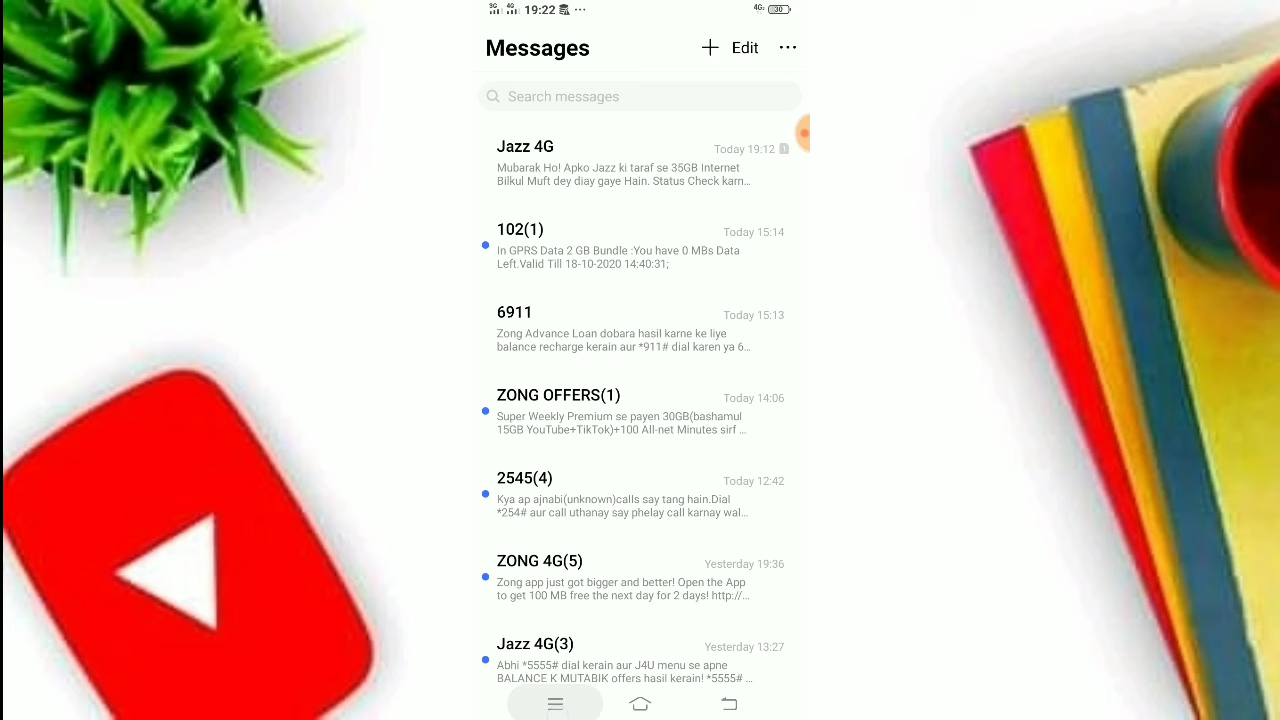 3G 4G 19:22 ··· 4G 30
Messages + Edit ···
Search messages
Jazz 4G Today 19:12 1
Mubarak Ho! Apko Jazz ki taraf se 35GB Internet
Bilkul Muft dey diay gaye Hain. Status Check karn...
102(1) Today 15:14
In GPRS Data 2 GB Bundle :You have 0 MBs Data
Left.Valid Till 18-10-2020 14:40:31;
6911 Today 15:13
Zong Advance Loan dobara hasil karne ke liye
balance recharge kerain aur *911# dial karen ya 6...
ZONG OFFERS(1) Today 14:06
Super Weekly Premium se payen 30GB(bashamul
15GB YouTube+TikTok)+100 All-net Minutes sirf ...
2545(4) Today 12:42
Kya ap ajnabi(unknown)calls say tang hain.Dial
*254# aur call uthanay say phelay call karnay wal...
ZONG 4G(5) Yesterday 19:36
Zong app just got bigger and better! Open the App
to get 100 MB free the next day for 2 days! http://...
Jazz 4G(3) Yesterday 13:27
Abhi *5555# dial kerain aur J4U menu se apne
BALANCE K MUTABIK offers hasil kerain! *5555# ...